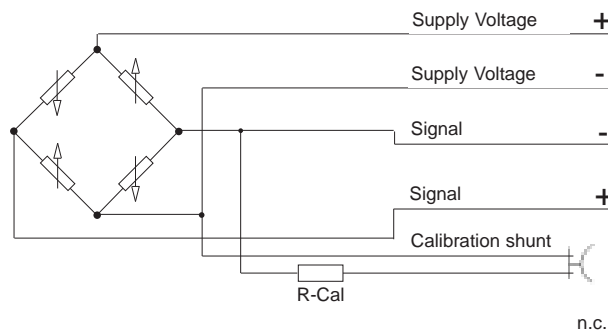 Supply Voltage +
Supply Voltage -
Signal -
Signal +
Calibration shunt
R-Cal
n.c.